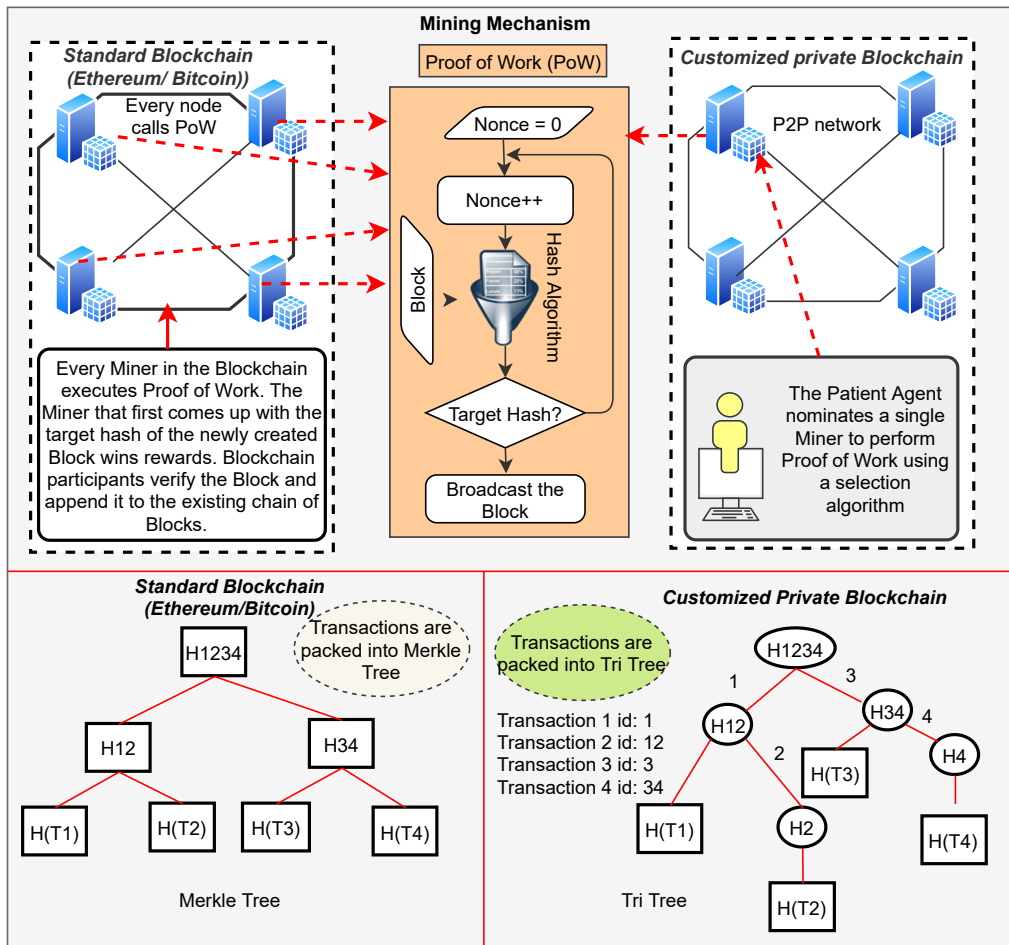 Mining Mechanism
Standard Blockchain
(Ethereum/ Bitcoin))
Every node
calls PoW
Every Miner in the Blockchain
executes Proof of Work. The
Miner that first comes up with the
target hash of the newly created
Block wins rewards. Blockchain
participants verify the Block and
append it to the existing chain of
Blocks.
Proof of Work (PoW)
Nonce = 0
Nonce++
Block
Hash Algorithm
Target Hash?
Broadcast the
Block
Customized private Blockchain
P2P network
The Patient Agent
nominates a single
Miner to perform
Proof of Work using
a selection
algorithm
Standard Blockchain
(Ethereum/Bitcoin)
Transactions are
packed into Merkle
Tree
H1234
H12
H34
H(T1)
H(T2)
H(T3)
H(T4)
Merkle Tree
Customized Private Blockchain
Transactions are
packed into Tri Tree
Transaction 1 id: 1
Transaction 2 id: 12
Transaction 3 id: 3
Transaction 4 id: 34
H1234
1
3
H12
H34
4
2
H4
H(T3)
H(T1)
H2
H(T4)
H(T2)
Tri Tree